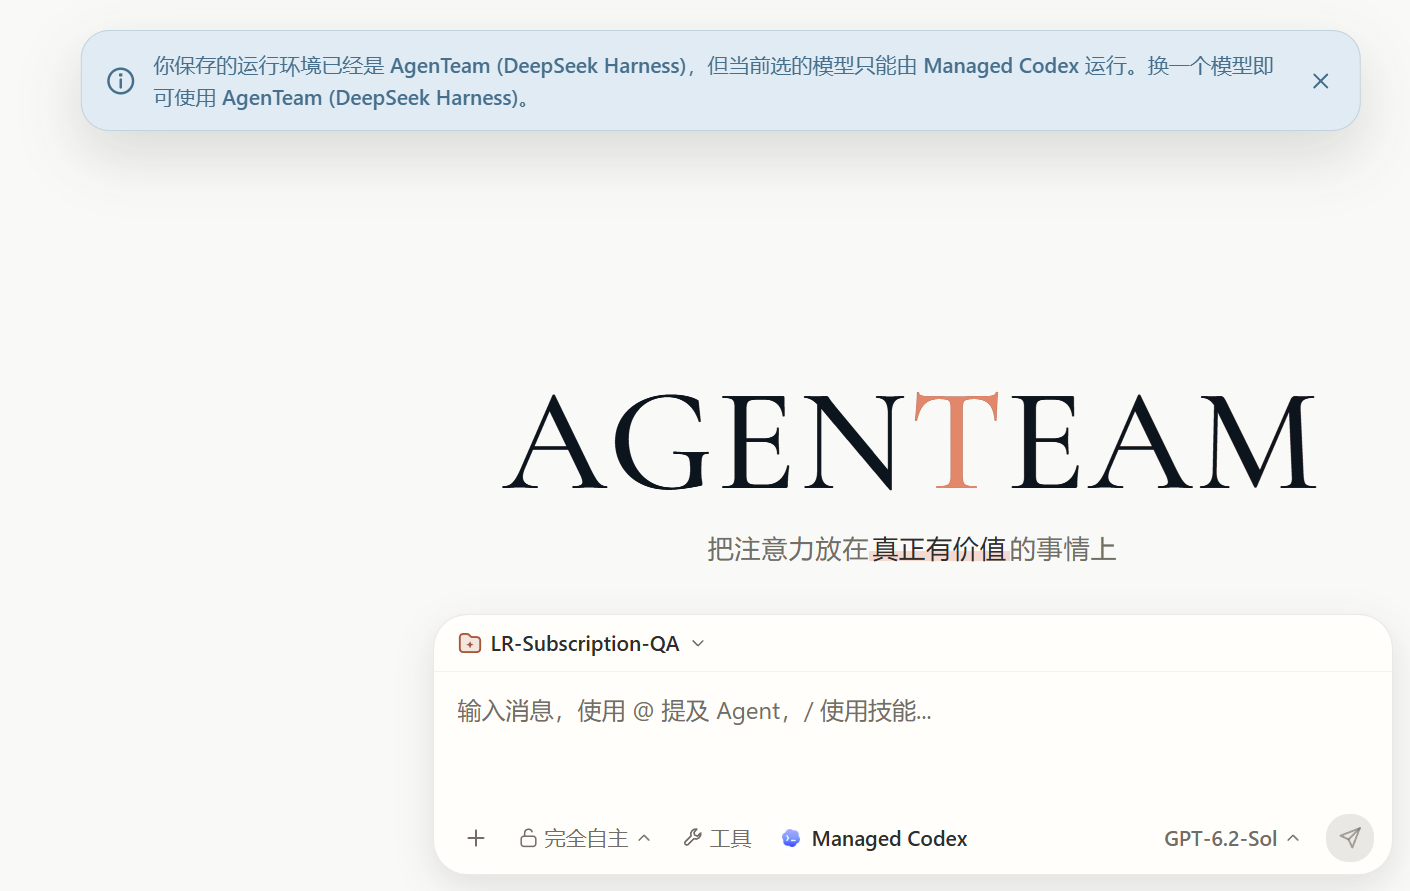 你保存的运行环境已经是 AgenTeam (DeepSeek Harness)，但当前选的模型只能由 Managed Codex 运行。换一个模型即
可使用 AgenTeam (DeepSeek Harness)。
AGENTEAM
把注意力放在真正有价值的事情上
LR-Subscription-QA
输入消息，使用 @ 提及 Agent，/ 使用技能...
完全自主 工具 Managed Codex GPT-6.2-Sol